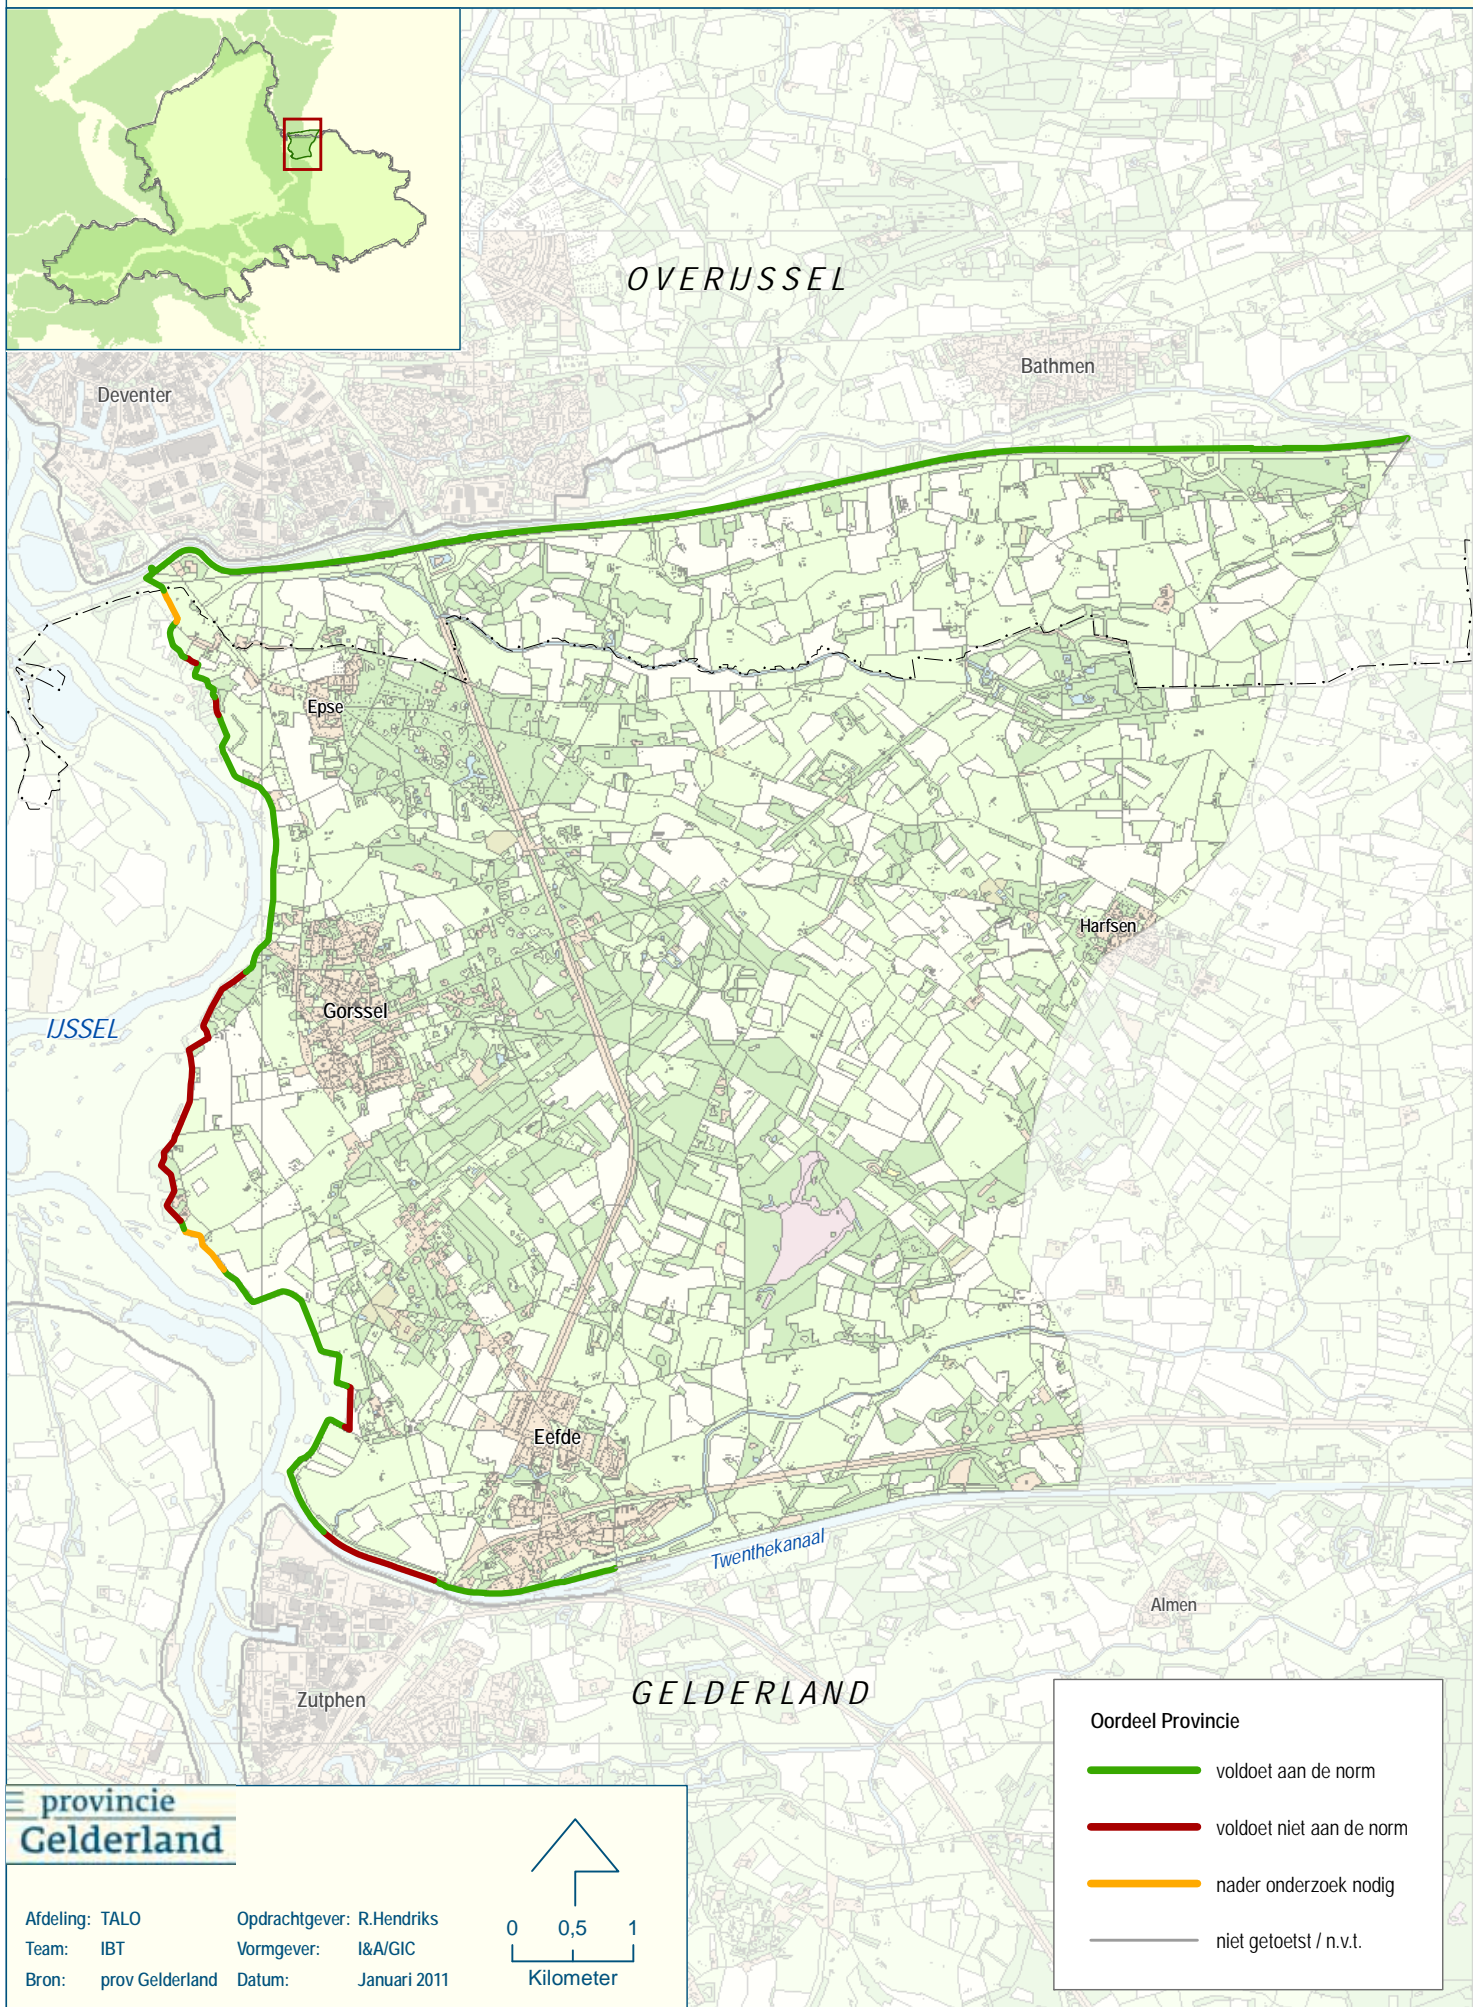 OVERIJSSEL
Deventer
Bathmen
Epse
Harfsen
Gorssel
IJSSEL
Eefde
Twenthekanaal
Almen
Zutphen
GELDERLAND
Oordeel Provincie
voldoet aan de norm
voldoet niet aan de norm
nader onderzoek nodig
niet getoetst / n.v.t.
provincie
Gelderland
Afdeling: TALO Opdrachtgever: R.Hendriks
Team: IBT Vormgever: I&A/GIC
Bron: prov Gelderland Datum: Januari 2011
0 0,5 1
Kilometer